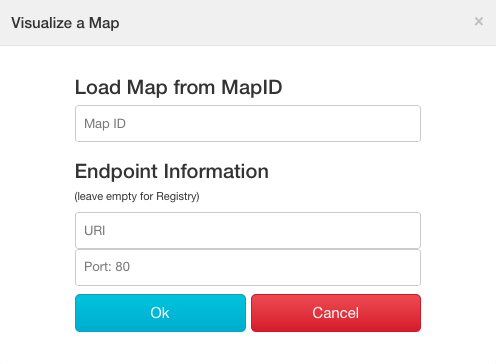 Visualize a Map ×
Load Map from MapID
Map ID
Endpoint Information
(leave empty for Registry)
URI
Port: 80
Ok Cancel